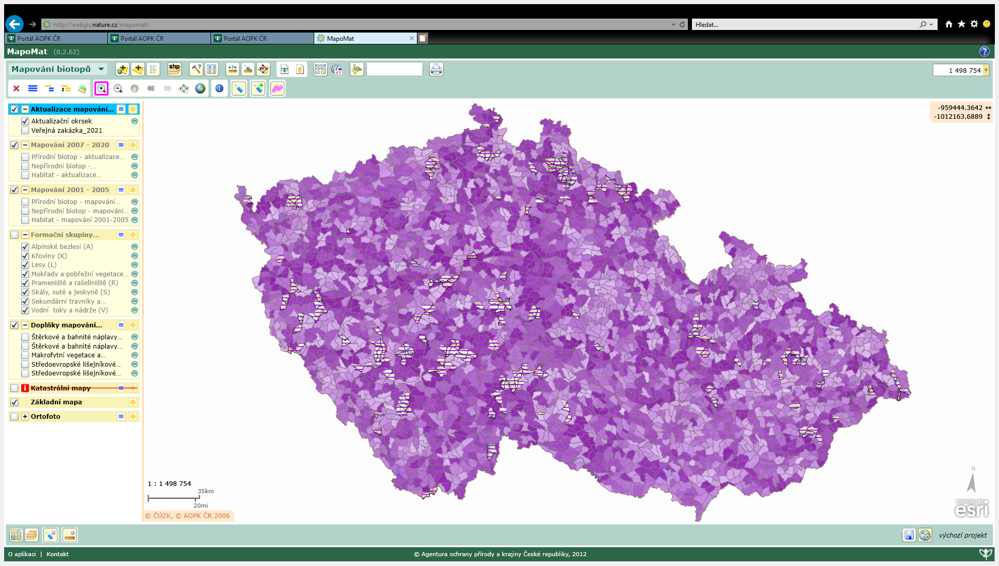 http://webgis.nature.cz/mapomat/
Hledat...
Portál AOPK ČR
Portál AOPK ČR
Portál AOPK ČR
MapoMat
MapoMat (0.2.62)
Mapování biotopů
shp
1 498 754
Aktualizace mapování...
Aktualizační okrsek
Veřejná zakázka_2021
Mapování 2007 - 2020
Přírodní biotop - aktualizace...
Nepřírodní biotop -...
Habitat - aktualizace...
Mapování 2001 - 2005
Přírodní biotop - mapování...
Nepřírodní biotop - mapování...
Habitat - mapování 2001-2005
Formační skupiny...
Alpínské bezlesí (A)
Křoviny (K)
Lesy (L)
Mokřady a pobřežní vegetace...
Prameniště a rašeliniště (R)
Skály, sutě a jeskyně (S)
Sekundární travníky a...
Vodní toky a nádrže (V)
Doplňky mapování...
Štěrkové a bahnité náplavy...
Štěrkové a bahnité náplavy...
Makrofytní vegetace a...
Středoevropské lišejníkové...
Středoevropské lišejníkové...
Katastrální mapy
Základní mapa
Ortofoto
-959444.3642
-1012163.6889
1 : 1 498 754
35km
20mi
© ČÚZK, © AOPK ČR 2006
N
POWERED BY
esri
výchozí projekt
O aplikaci | Kontakt
© Agentura ochrany přírody a krajiny České republiky, 2012